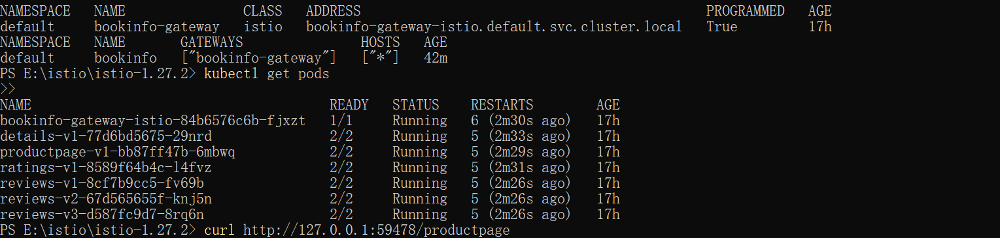 NAMESPACE   NAME               CLASS   ADDRESS                                            PROGRAMMED   AGE
default     bookinfo-gateway   istio   bookinfo-gateway-istio.default.svc.cluster.local   True         17h
NAMESPACE   NAME       GATEWAYS               HOSTS   AGE
default     bookinfo   ["bookinfo-gateway"]   ["*"]   42m
PS E:\istio\istio-1.27.2> kubectl get pods
>>
NAME                                      READY   STATUS    RESTARTS        AGE
bookinfo-gateway-istio-84b6576c6b-fjxzt   1/1     Running   6 (2m30s ago)   17h
details-v1-77d6bd5675-29nrd               2/2     Running   5 (2m33s ago)   17h
productpage-v1-bb87ff47b-6mbwq            2/2     Running   5 (2m29s ago)   17h
ratings-v1-8589f64b4c-l4fvz               2/2     Running   5 (2m31s ago)   17h
reviews-v1-8cf7b9cc5-fv69b                2/2     Running   5 (2m26s ago)   17h
reviews-v2-67d565655f-knj5n               2/2     Running   5 (2m26s ago)   17h
reviews-v3-d587fc9d7-8rq6n                2/2     Running   5 (2m26s ago)   17h
PS E:\istio\istio-1.27.2> curl http://127.0.0.1:59478/productpage